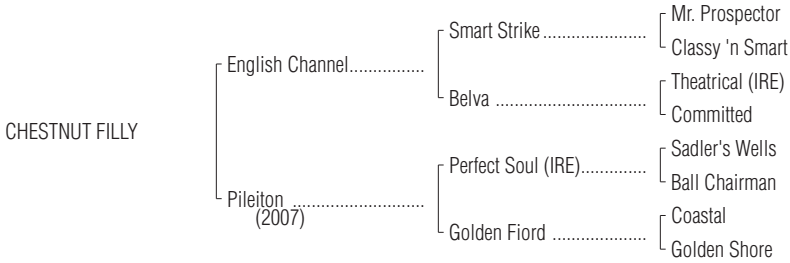 Mr. Prospector
Smart Strike......................
Classy 'n Smart
English Channel................
Theatrical (IRE)
Belva ................................
Committed
CHESTNUT FILLY
Sadler's Wells
Perfect Soul (IRE)..............
Ball Chairman
Pileiton ............................
(2007)
Coastal
Golden Fiord ....................
Golden Shore